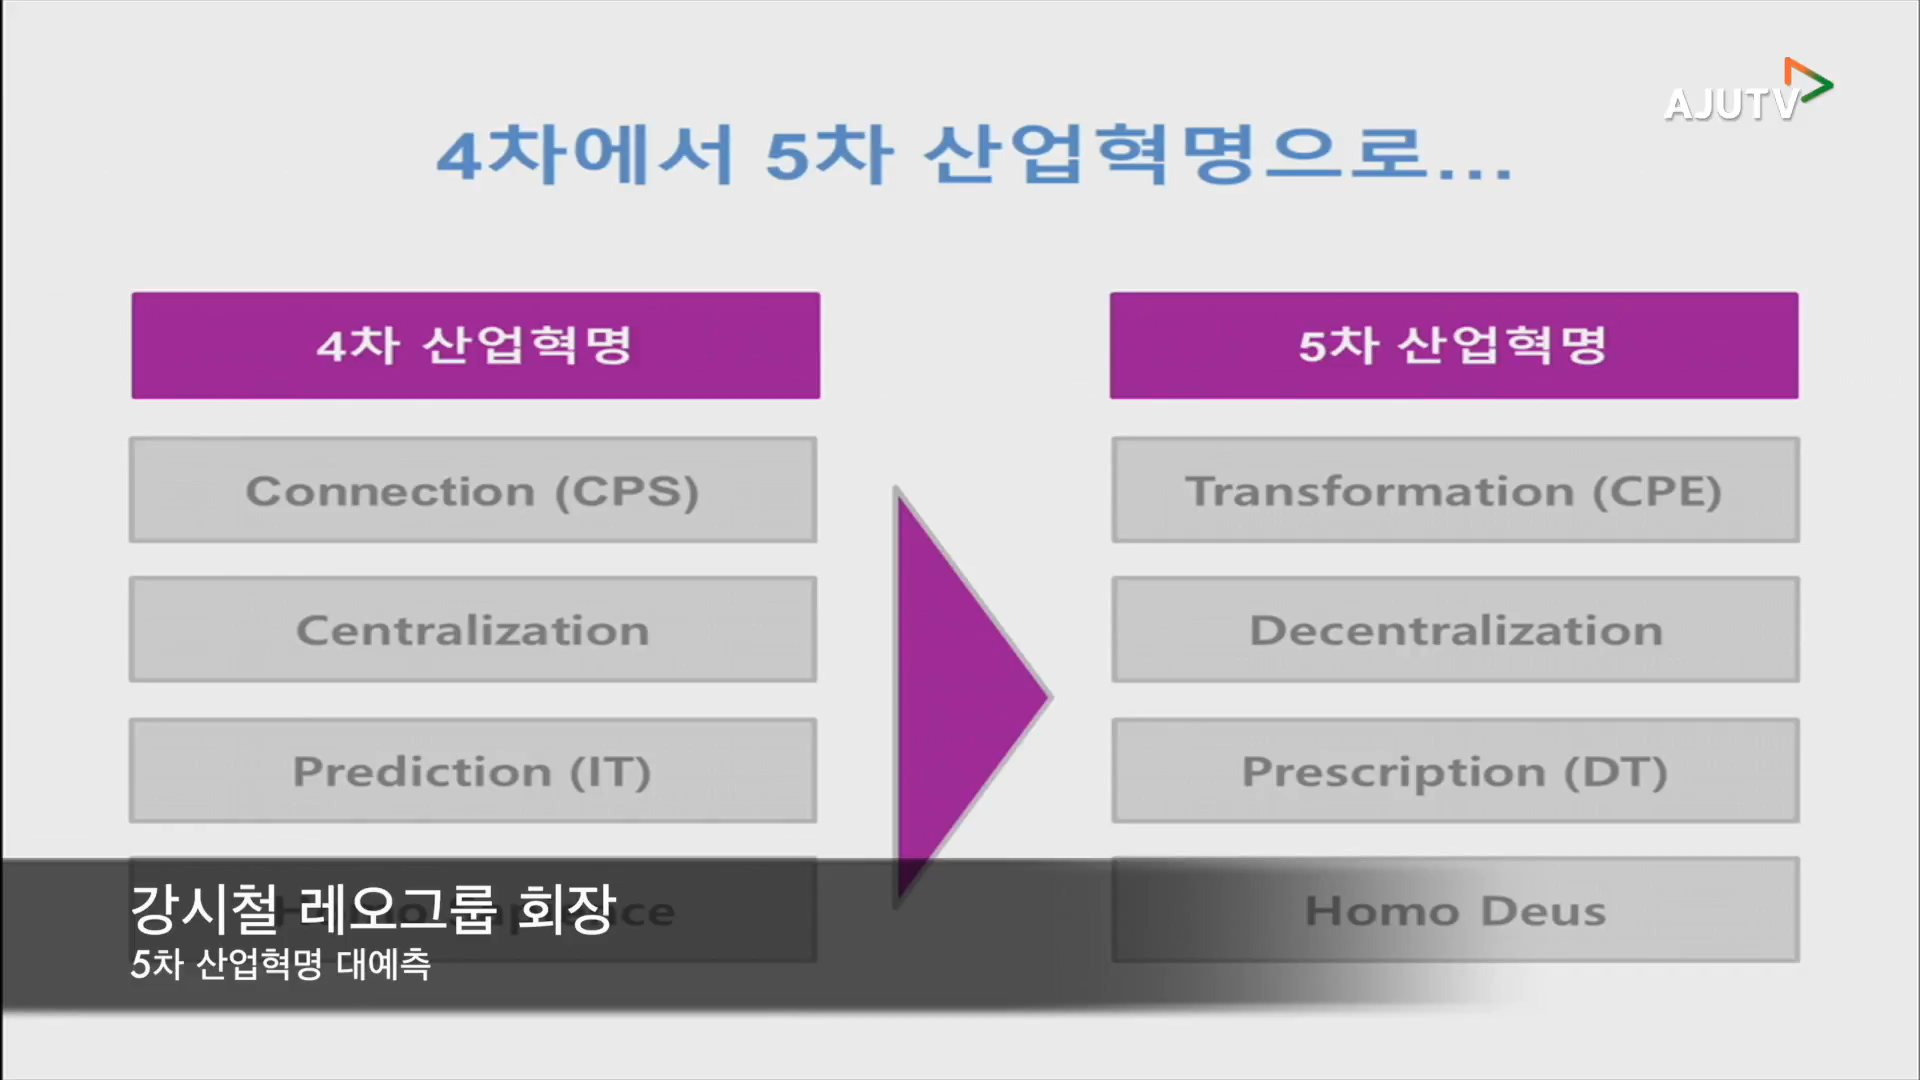 AJUTV
4차에서 5차 산업혁명으로...
4차 산업혁명
5차 산업혁명
Connection (CPS)
Transformation (CPE)
Centralization
Decentralization
Prediction (IT)
Prescription (DT)
Homo Deus
강시철 레오그룹 회장
5차 산업혁명 대예측